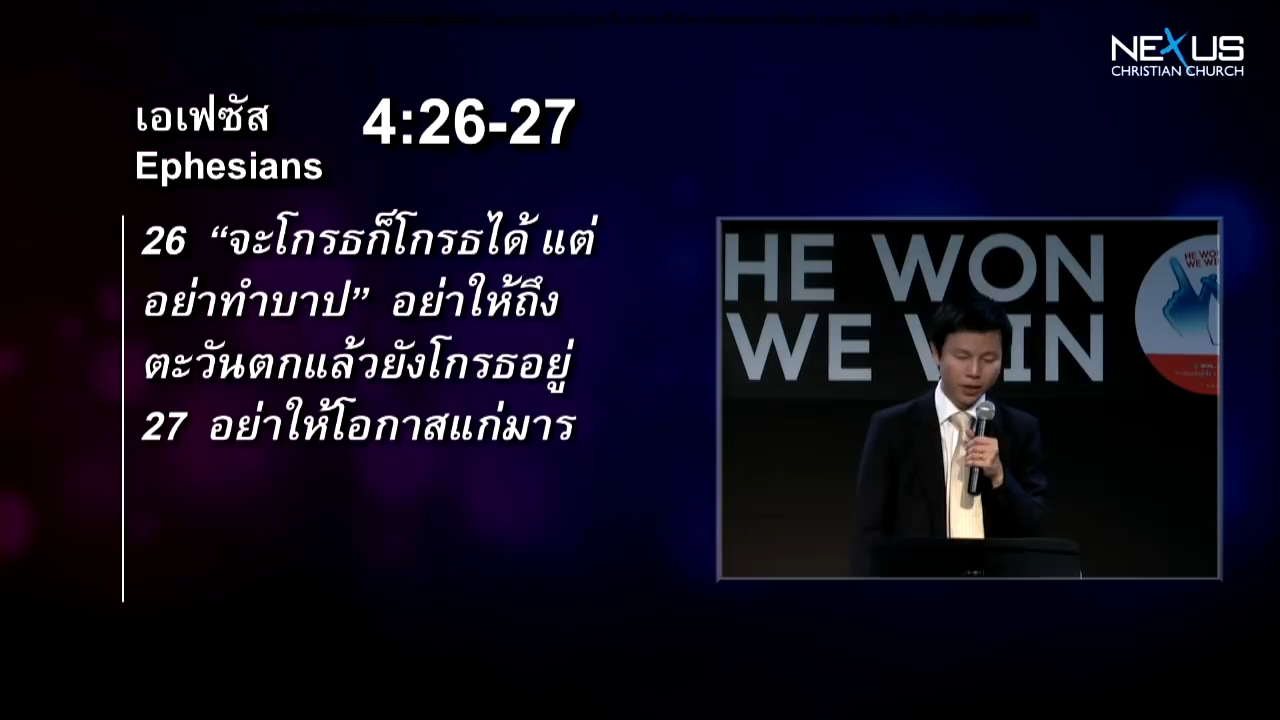 NEXUS
CHRISTIAN CHURCH
เอเฟซัส
Ephesians
4:26-27
26 “จะโกรธก็โกรธได้ แต่
อย่าทำบาป” อย่าให้ถึง
ตะวันตกแล้วยังโกรธอยู่
27 อย่าให้โอกาสแก่มาร
HE WON
WE WIN
HE WON
WE WIN